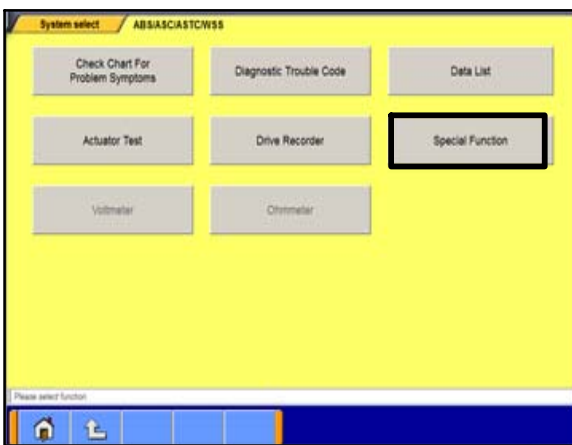 System select
ABS/ASC/ASTC/WSS
Check Chart For
Problem Symptoms
Diagnostic Trouble Code
Data List
Actuator Test
Drive Recorder
Special Function
Voltmeter
Ohmmeter
Please select function